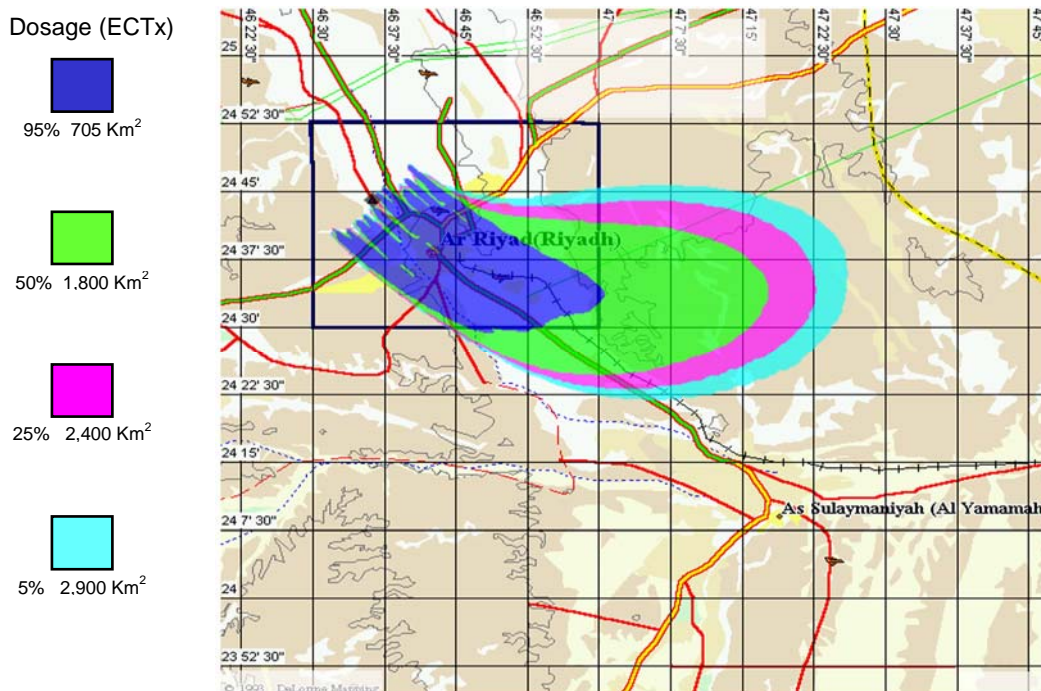 Dosage (ECTx)
95% 705 Km²
50% 1,800 Km²
25% 2,400 Km²
5% 2,900 Km²
46 22' 30"
46 30'
46 37' 30"
46 45'
46 52' 30"
47
47 7' 30"
47 15'
47 22' 30"
47 30'
47 37' 30"
47 45'
25
24 52' 30"
24 45'
24 37' 30"
24 30'
24 22' 30"
24 15'
24 7' 30"
24
23 52' 30"
Ar Riyad(Riyadh)
As Sulaymaniyah (Al Yamamah
© 1993 DeLorme Mapping